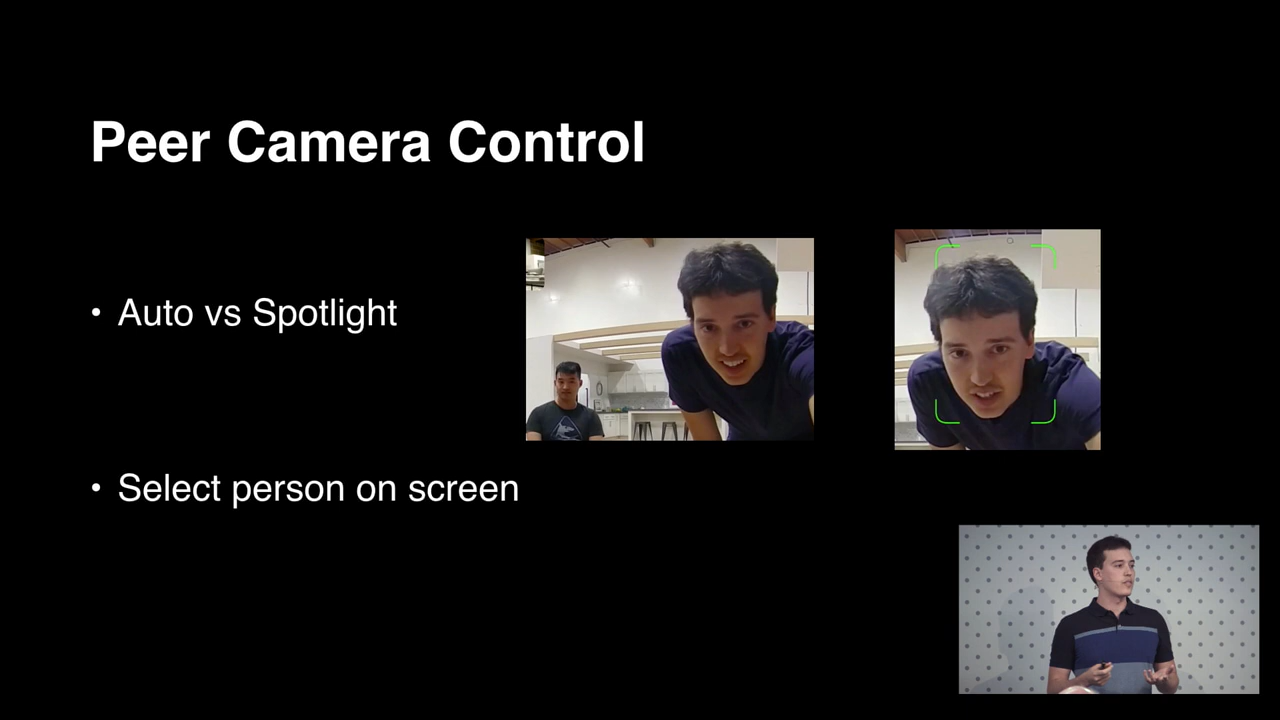 Peer Camera Control
• Auto vs Spotlight
• Select person on screen